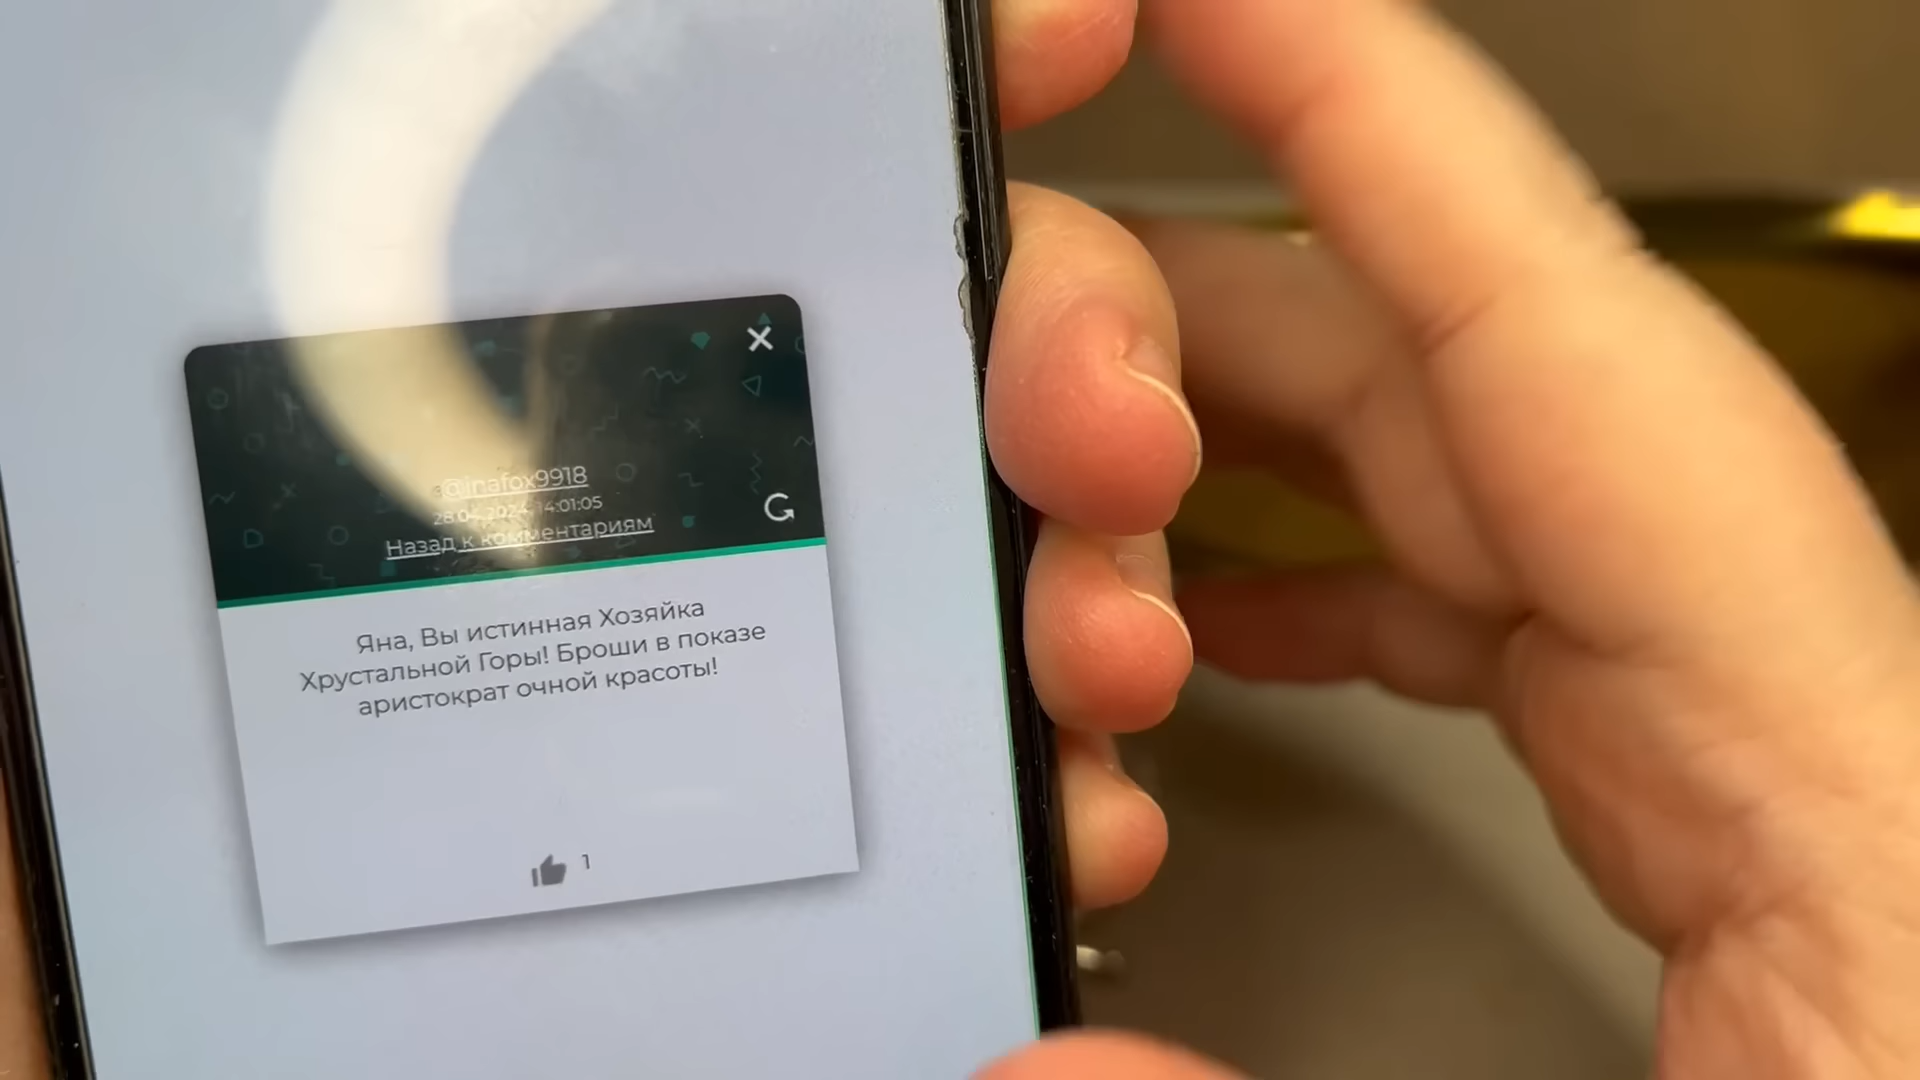 @inafox9918
28.04.2024, 14:01:05
Назад к комментариям
Яна, Вы истинная Хозяйка
Хрустальной Горы! Броши в показе
аристократ очной красоты!
1